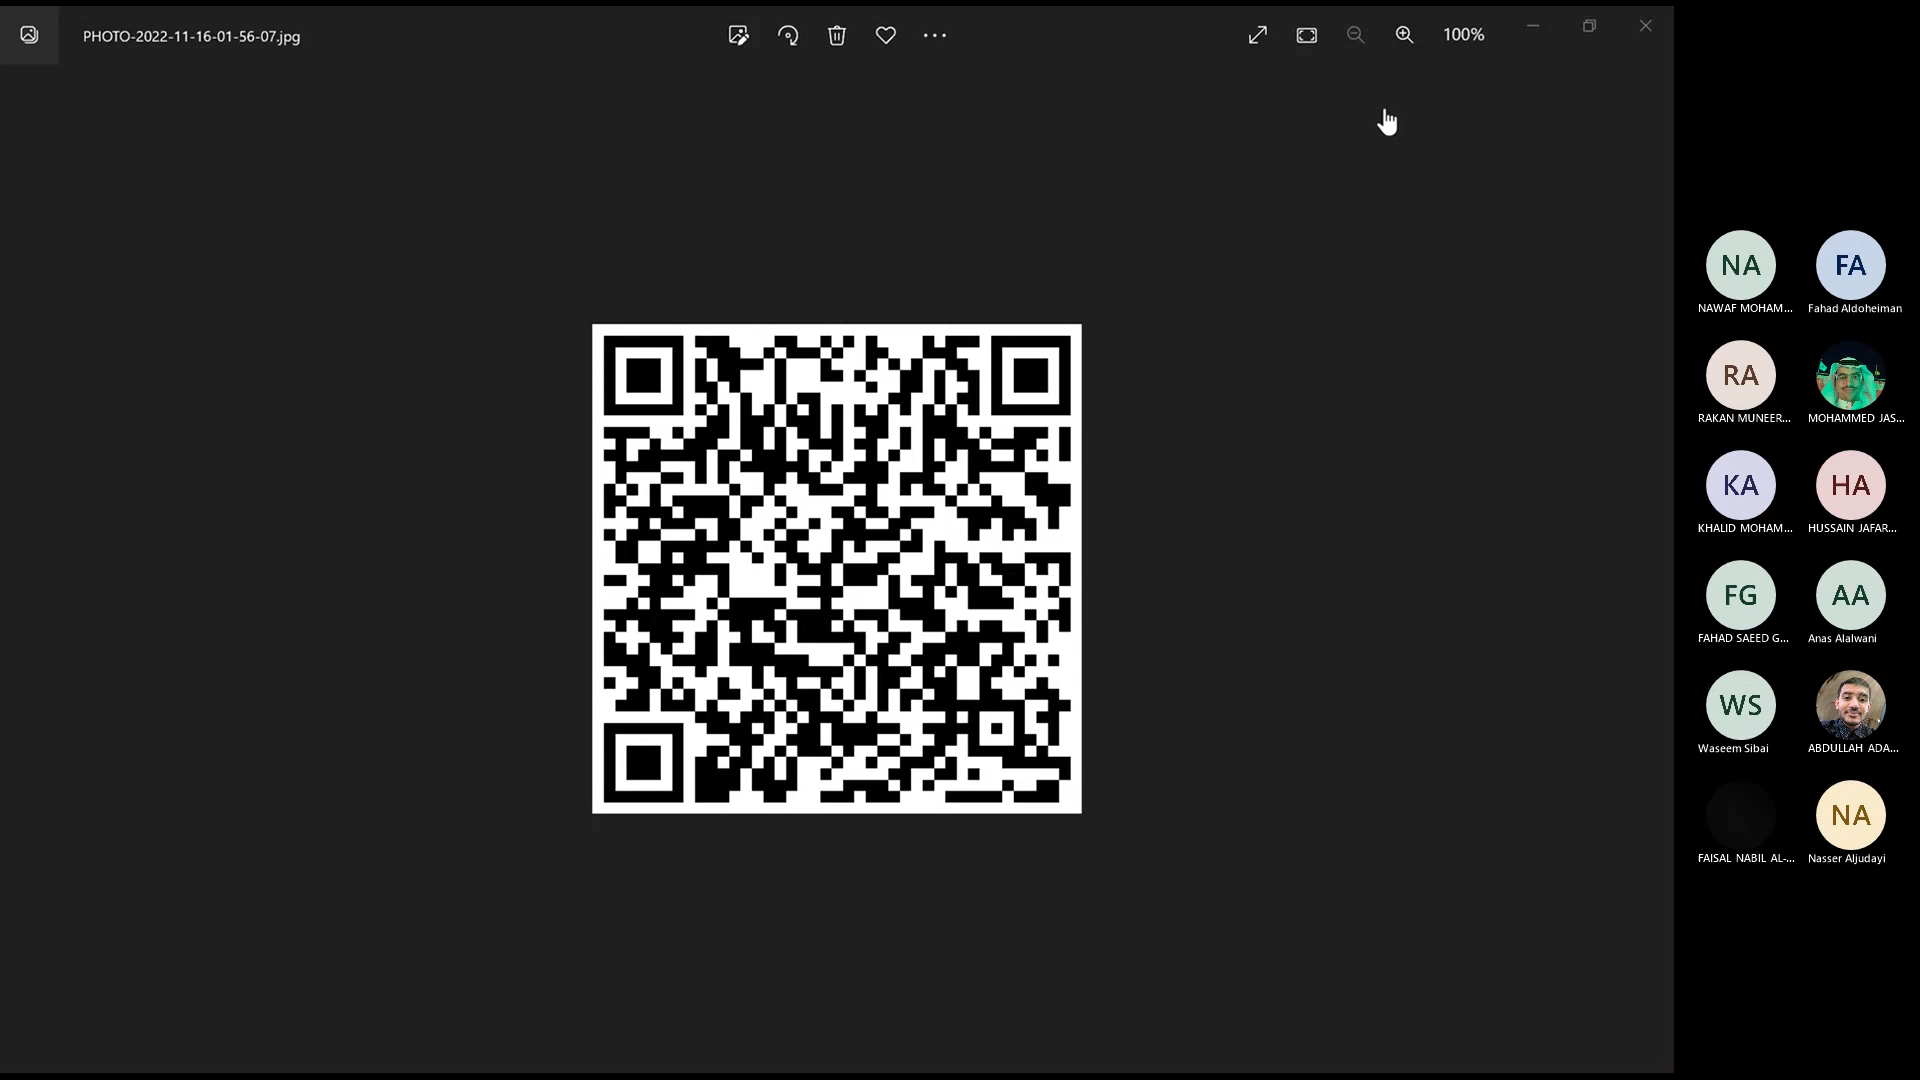 PHOTO-2022-11-16-01-56-07.jpg
100%
NA
FA
NAWAF MOHAM...
Fahad Aldoheiman
RA
RAKAN MUNEER...
MOHAMMED JAS...
KA
HA
KHALID MOHAM...
HUSSAIN JAFAR...
FG
AA
FAHAD SAEED G...
Anas Alalwani
WS
Waseem Sibai
ABDULLAH ADA...
NA
FAISAL NABIL AL-...
Nasser Aljudayi